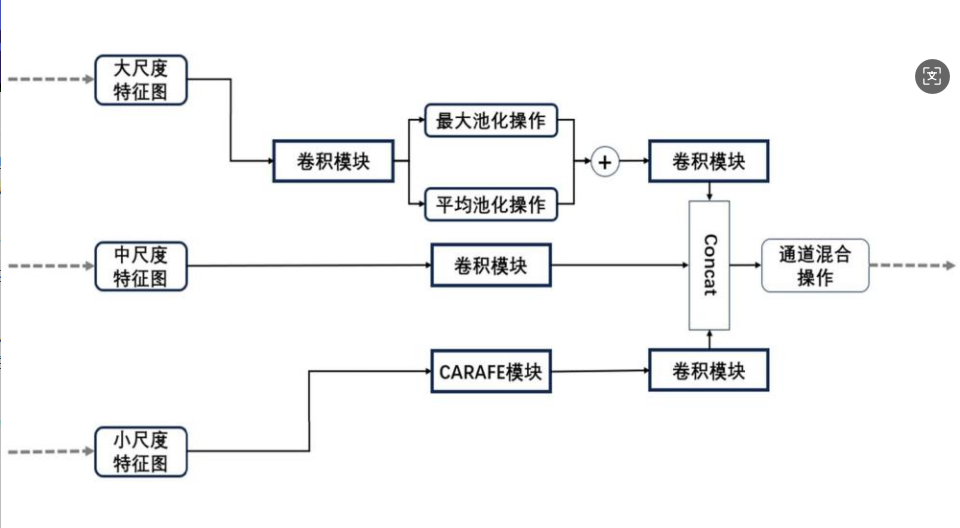 大尺度
特征图
卷积模块
最大池化操作
平均池化操作
+
卷积模块
中尺度
特征图
卷积模块
Concat
通道混合
操作
小尺度
特征图
CARAFE模块
卷积模块
文